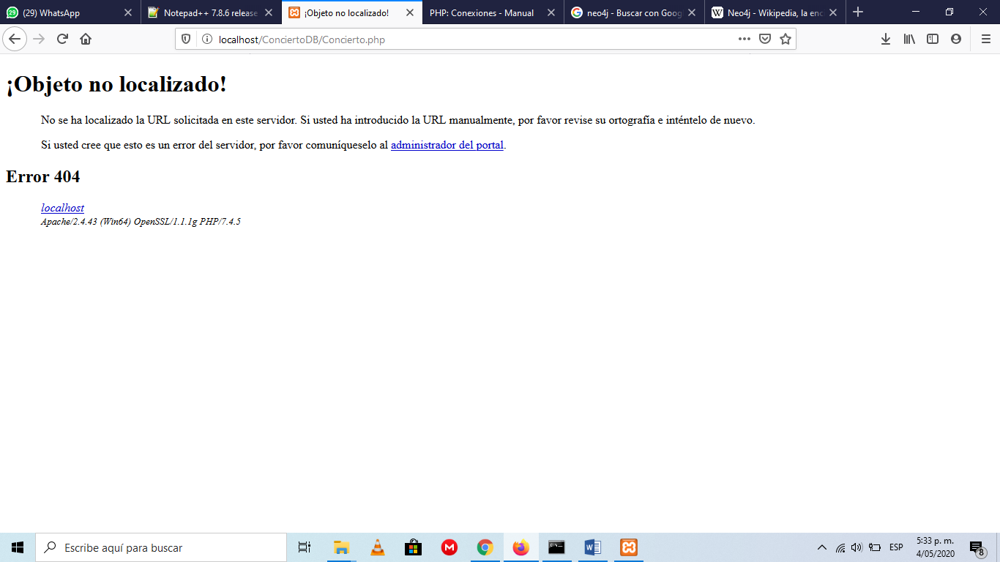 29 (29) WhatsApp
Notepad++ 7.8.6 release
¡Objeto no localizado!
PHP: Conexiones - Manual
neo4j - Buscar con Goog
Neo4j - Wikipedia, la enc
localhost/ConciertoDB/Concierto.php
¡Objeto no localizado!
No se ha localizado la URL solicitada en este servidor. Si usted ha introducido la URL manualmente, por favor revise su ortografía e inténtelo de nuevo.
Si usted cree que esto es un error del servidor, por favor comuníqueselo al administrador del portal.
Error 404
localhost
Apache/2.4.43 (Win64) OpenSSL/1.1.1g PHP/7.4.5
Escribe aquí para buscar
ESP
5:33 p. m.
4/05/2020
8